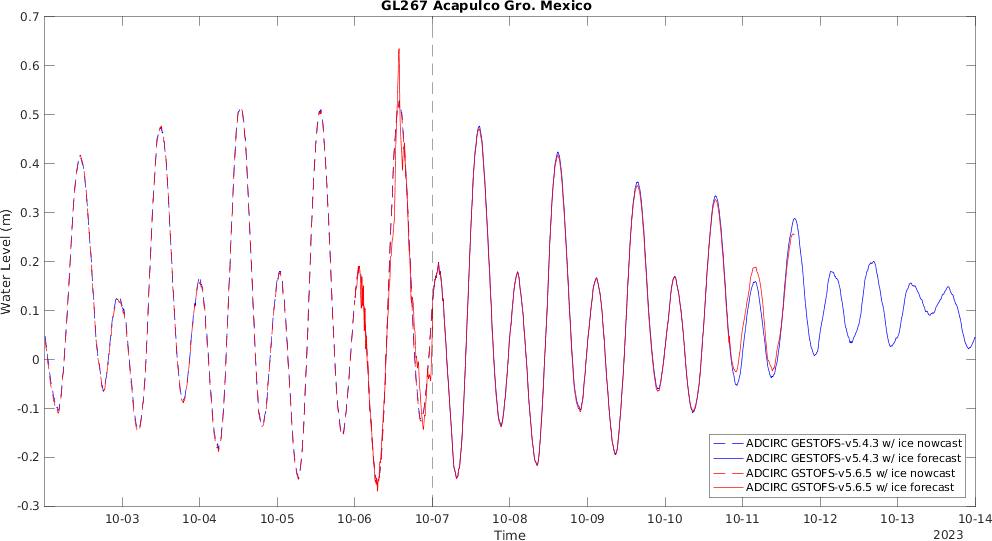 GL267 Acapulco Gro. Mexico
Water Level (m)
0.7
0.6
0.5
0.4
0.3
0.2
0.1
0
-0.1
-0.2
-0.3
ADCIRC GESTOFS-v5.4.3 w/ ice nowcast
ADCIRC GESTOFS-v5.4.3 w/ ice forecast
ADCIRC GSTOFS-v5.6.5 w/ ice nowcast
ADCIRC GSTOFS-v5.6.5 w/ ice forecast
10-03 10-04 10-05 10-06 10-07 10-08 10-09 10-10 10-11 10-12 10-13 10-14
Time
2023